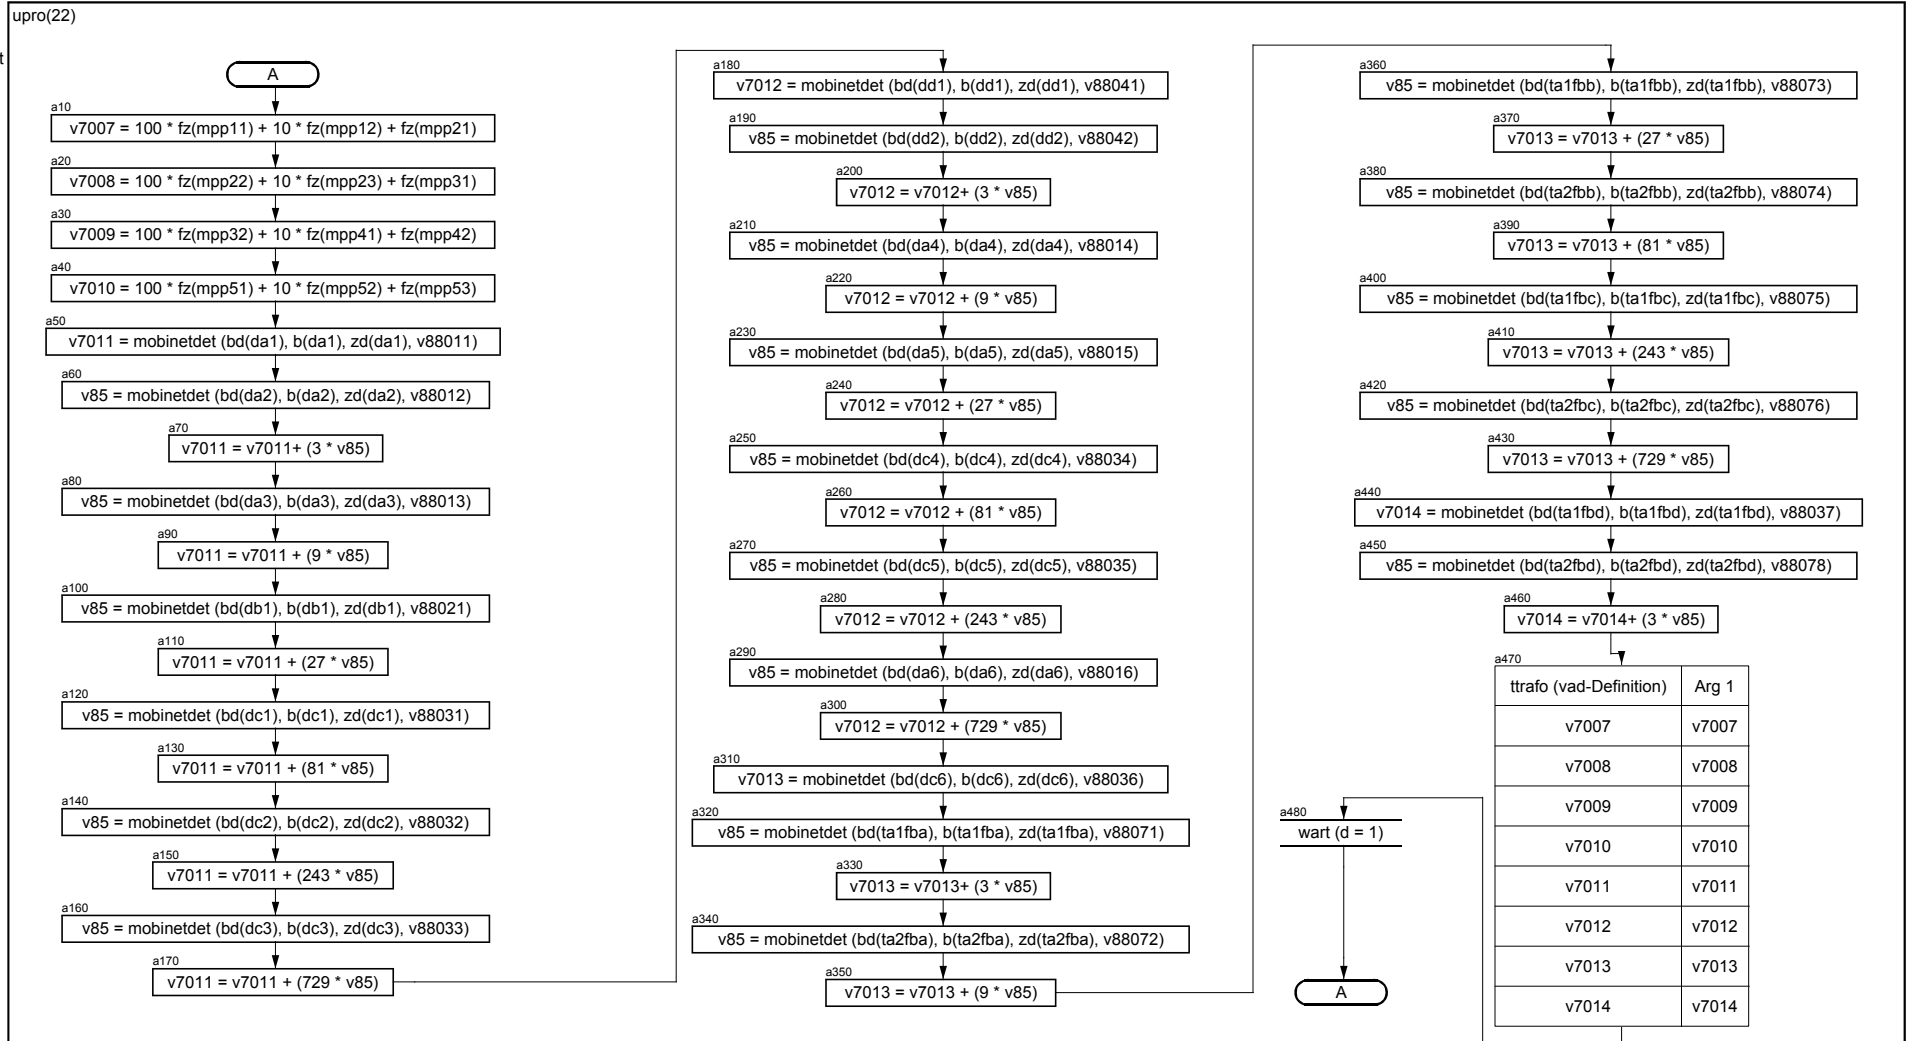 upro(22)
t
A
a10
v7007 = 100 * fz(mpp11) + 10 * fz(mpp12) + fz(mpp21)
a20
v7008 = 100 * fz(mpp22) + 10 * fz(mpp23) + fz(mpp31)
a30
v7009 = 100 * fz(mpp32) + 10 * fz(mpp41) + fz(mpp42)
a40
v7010 = 100 * fz(mpp51) + 10 * fz(mpp52) + fz(mpp53)
a50
v7011 = mobinetdet (bd(da1), b(da1), zd(da1), v88011)
a60
v85 = mobinetdet (bd(da2), b(da2), zd(da2), v88012)
a70
v7011 = v7011+ (3 * v85)
a80
v85 = mobinetdet (bd(da3), b(da3), zd(da3), v88013)
a90
v7011 = v7011 + (9 * v85)
a100
v85 = mobinetdet (bd(db1), b(db1), zd(db1), v88021)
a110
v7011 = v7011 + (27 * v85)
a120
v85 = mobinetdet (bd(dc1), b(dc1), zd(dc1), v88031)
a130
v7011 = v7011 + (81 * v85)
a140
v85 = mobinetdet (bd(dc2), b(dc2), zd(dc2), v88032)
a150
v7011 = v7011 + (243 * v85)
a160
v85 = mobinetdet (bd(dc3), b(dc3), zd(dc3), v88033)
a170
v7011 = v7011 + (729 * v85)
a180
v7012 = mobinetdet (bd(dd1), b(dd1), zd(dd1), v88041)
a190
v85 = mobinetdet (bd(dd2), b(dd2), zd(dd2), v88042)
a200
v7012 = v7012+ (3 * v85)
a210
v85 = mobinetdet (bd(da4), b(da4), zd(da4), v88014)
a220
v7012 = v7012 + (9 * v85)
a230
v85 = mobinetdet (bd(da5), b(da5), zd(da5), v88015)
a240
v7012 = v7012 + (27 * v85)
a250
v85 = mobinetdet (bd(dc4), b(dc4), zd(dc4), v88034)
a260
v7012 = v7012 + (81 * v85)
a270
v85 = mobinetdet (bd(dc5), b(dc5), zd(dc5), v88035)
a280
v7012 = v7012 + (243 * v85)
a290
v85 = mobinetdet (bd(da6), b(da6), zd(da6), v88016)
a300
v7012 = v7012 + (729 * v85)
a310
v7013 = mobinetdet (bd(dc6), b(dc6), zd(dc6), v88036)
a320
v85 = mobinetdet (bd(ta1fba), b(ta1fba), zd(ta1fba), v88071)
a330
v7013 = v7013+ (3 * v85)
a340
v85 = mobinetdet (bd(ta2fba), b(ta2fba), zd(ta2fba), v88072)
a350
v7013 = v7013 + (9 * v85)
a360
v85 = mobinetdet (bd(ta1fbb), b(ta1fbb), zd(ta1fbb), v88073)
a370
v7013 = v7013 + (27 * v85)
a380
v85 = mobinetdet (bd(ta2fbb), b(ta2fbb), zd(ta2fbb), v88074)
a390
v7013 = v7013 + (81 * v85)
a400
v85 = mobinetdet (bd(ta1fbc), b(ta1fbc), zd(ta1fbc), v88075)
a410
v7013 = v7013 + (243 * v85)
a420
v85 = mobinetdet (bd(ta2fbc), b(ta2fbc), zd(ta2fbc), v88076)
a430
v7013 = v7013 + (729 * v85)
a440
v7014 = mobinetdet (bd(ta1fbd), b(ta1fbd), zd(ta1fbd), v88037)
a450
v85 = mobinetdet (bd(ta2fbd), b(ta2fbd), zd(ta2fbd), v88078)
a460
v7014 = v7014+ (3 * v85)
a470
ttrafo (vad-Definition) Arg 1
v7007 v7007
v7008 v7008
v7009 v7009
v7010 v7010
v7011 v7011
v7012 v7012
v7013 v7013
v7014 v7014
a480
wart (d = 1)
A